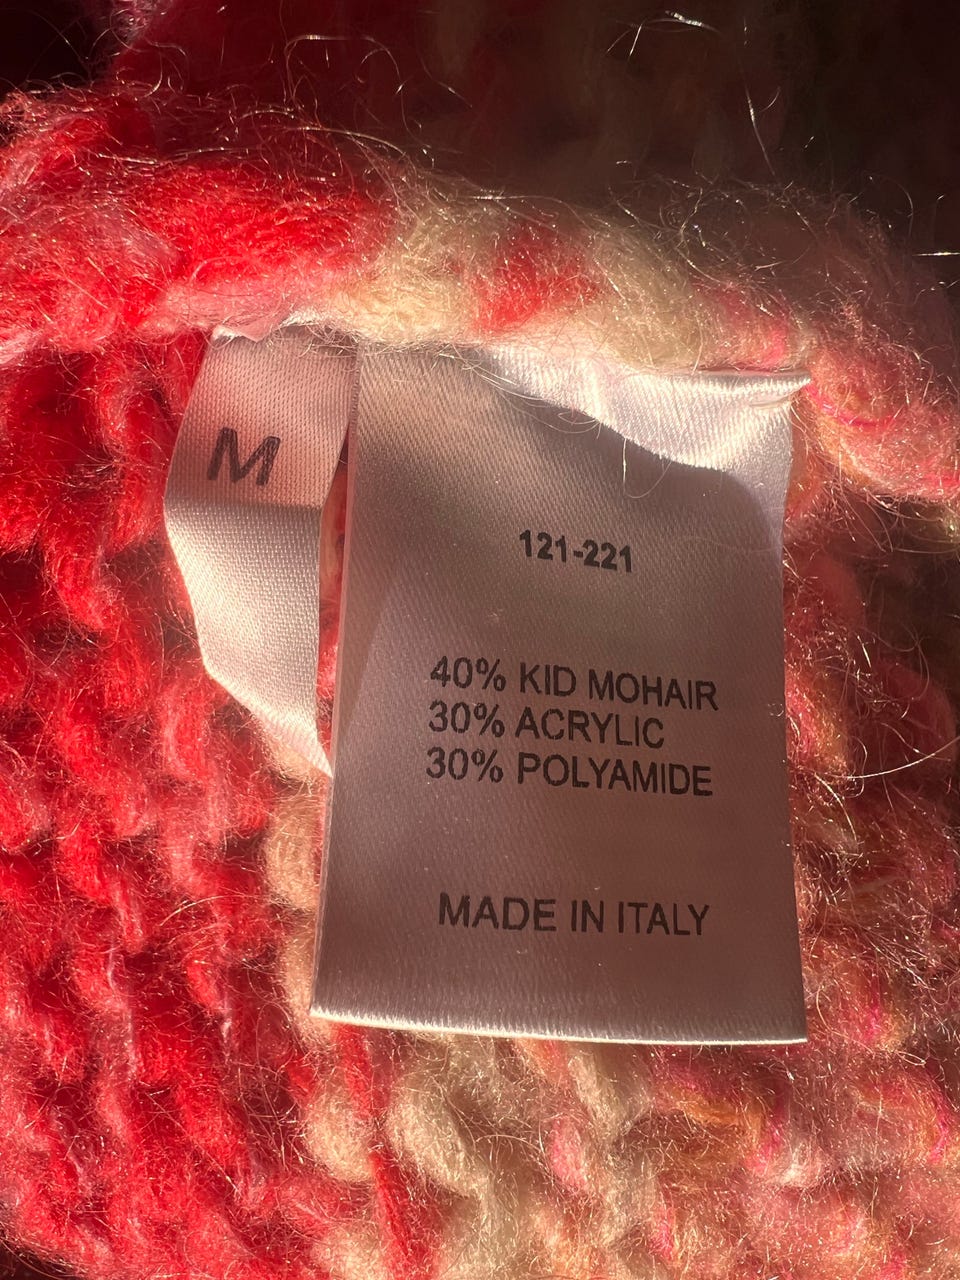 M
121-221
40% KID MOHAIR
30% ACRYLIC
30% POLYAMIDE
MADE IN ITALY